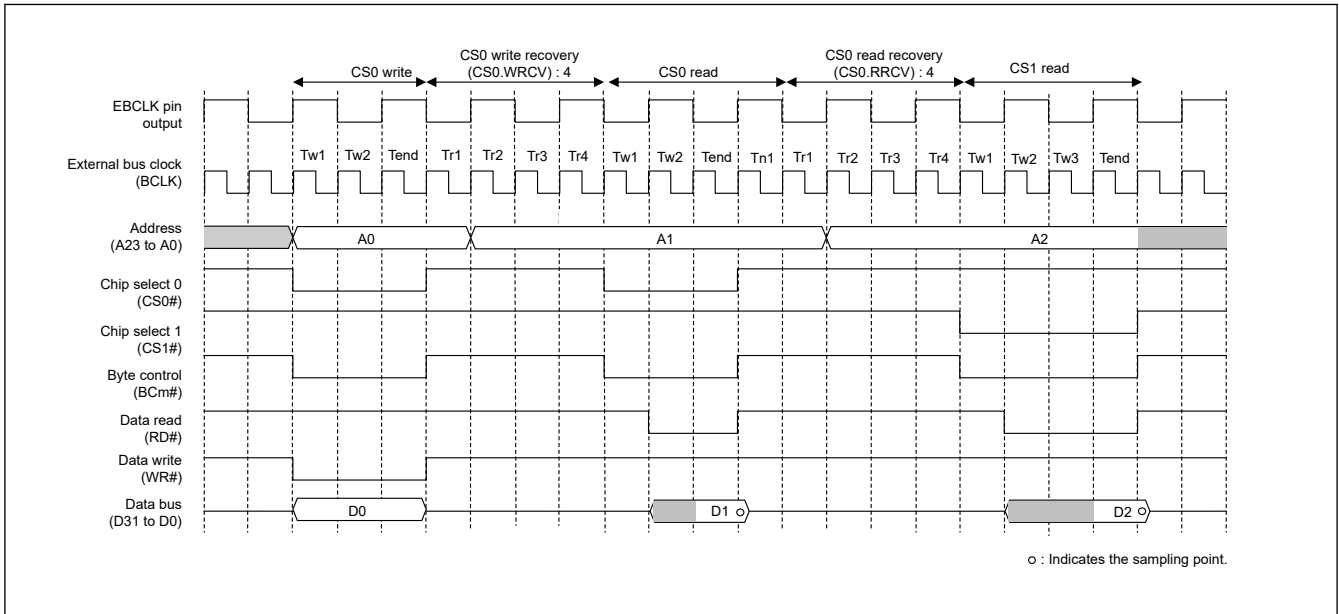 CS0 write
CS0 write recovery
(CS0.WRCV) : 4
CS0 read
CS0 read recovery
(CS0.RRCV) : 4
CS1 read
EBCLK pin
output
External bus clock
(BCLK)
Tw1 Tw2 Tend Tr1 Tr2 Tr3 Tr4 Tw1 Tw2 Tend Tn1 Tr1 Tr2 Tr3 Tr4 Tw1 Tw2 Tw3 Tend
Address
(A23 to A0)
A0 A1 A2
Chip select 0
(CS0#)
Chip select 1
(CS1#)
Byte control
(BCm#)
Data read
(RD#)
Data write
(WR#)
Data bus
(D31 to D0)
D0 D1 D2
o : Indicates the sampling point.